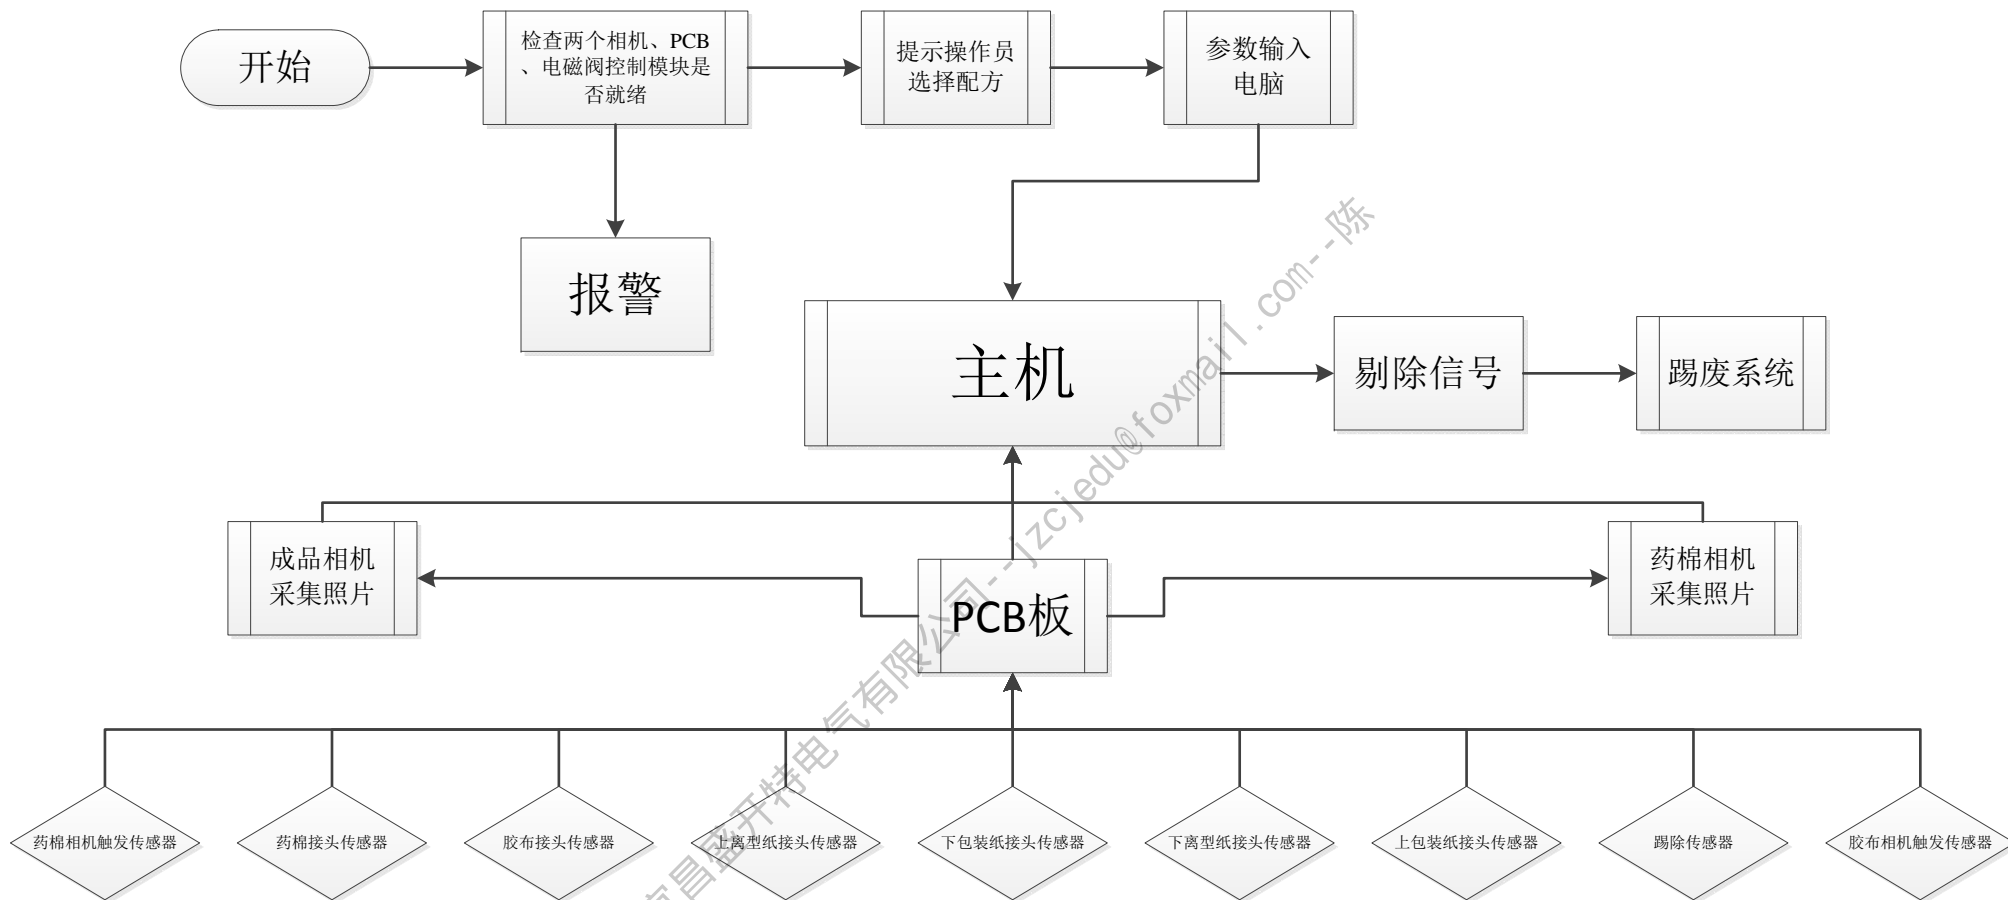 开始
检查两个相机、PCB
、电磁阀控制模块是
否就绪
提示操作员
选择配方
参数输入
电脑
报警
主机
剔除信号
踢废系统
成品相机
采集照片
PCB板
药棉相机
采集照片
药棉相机触发传感器
药棉接头传感器
胶布接头传感器
上离型纸接头传感器
下包装纸接头传感器
下离型纸接头传感器
上包装纸接头传感器
踢除传感器
胶布相机触发传感器
昌盛开特电气有限公司--jzcjedu@foxmail.com--陈